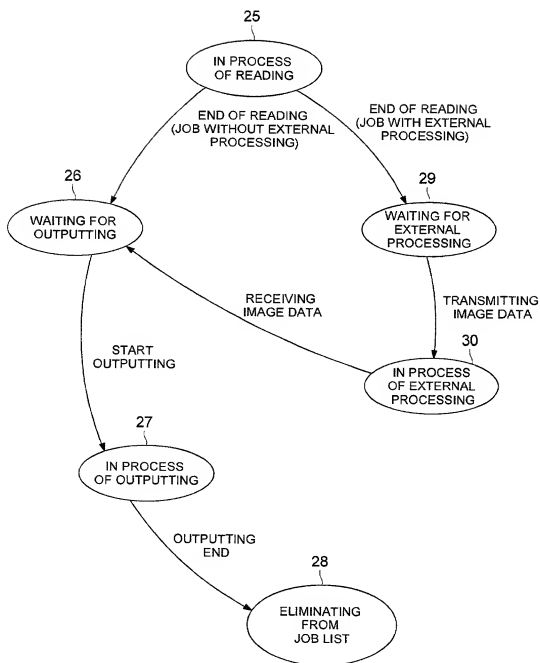 25
IN PROCESS
OF READING
END OF READING
(JOB WITHOUT EXTERNAL
PROCESSING)
END OF READING
(JOB WITH EXTERNAL
PROCESSING)
26
WAITING FOR
OUTPUTTING
29
WAITING FOR
EXTERNAL
PROCESSING
RECEIVING
IMAGE DATA
TRANSMITTING
IMAGE DATA
START
OUTPUTTING
30
IN PROCESS
OF EXTERNAL
PROCESSING
27
IN PROCESS
OF OUTPUTTING
OUTPUTTING
END
28
ELIMINATING
FROM
JOB LIST